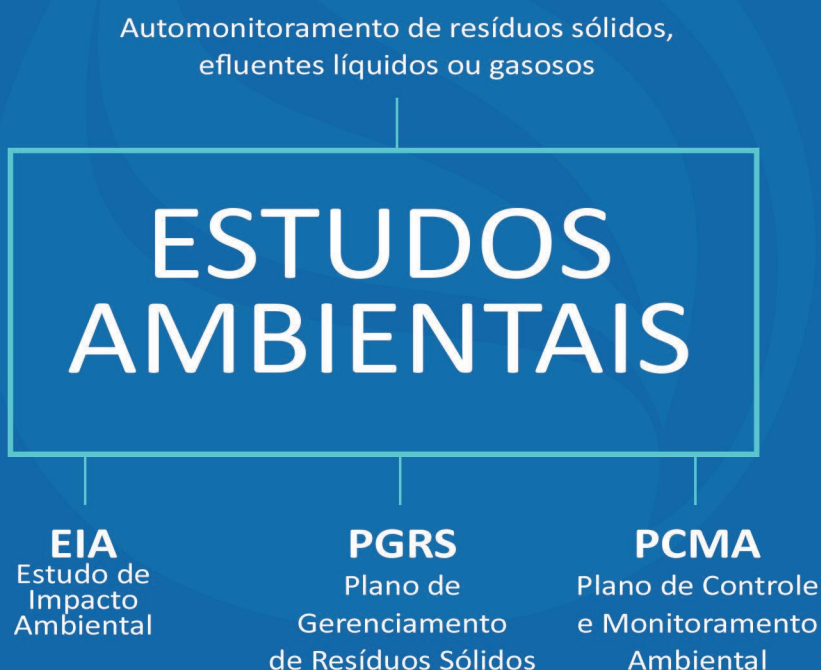 Automonitoramento de resíduos sólidos,
efluentes líquidos ou gasosos
ESTUDOS
AMBIENTAIS
EIA
Estudo de
Impacto
Ambiental
PGRS
Plano de
Gerenciamento
de Resíduos Sólidos
PCMA
Plano de Controle
e Monitoramento
Ambiental